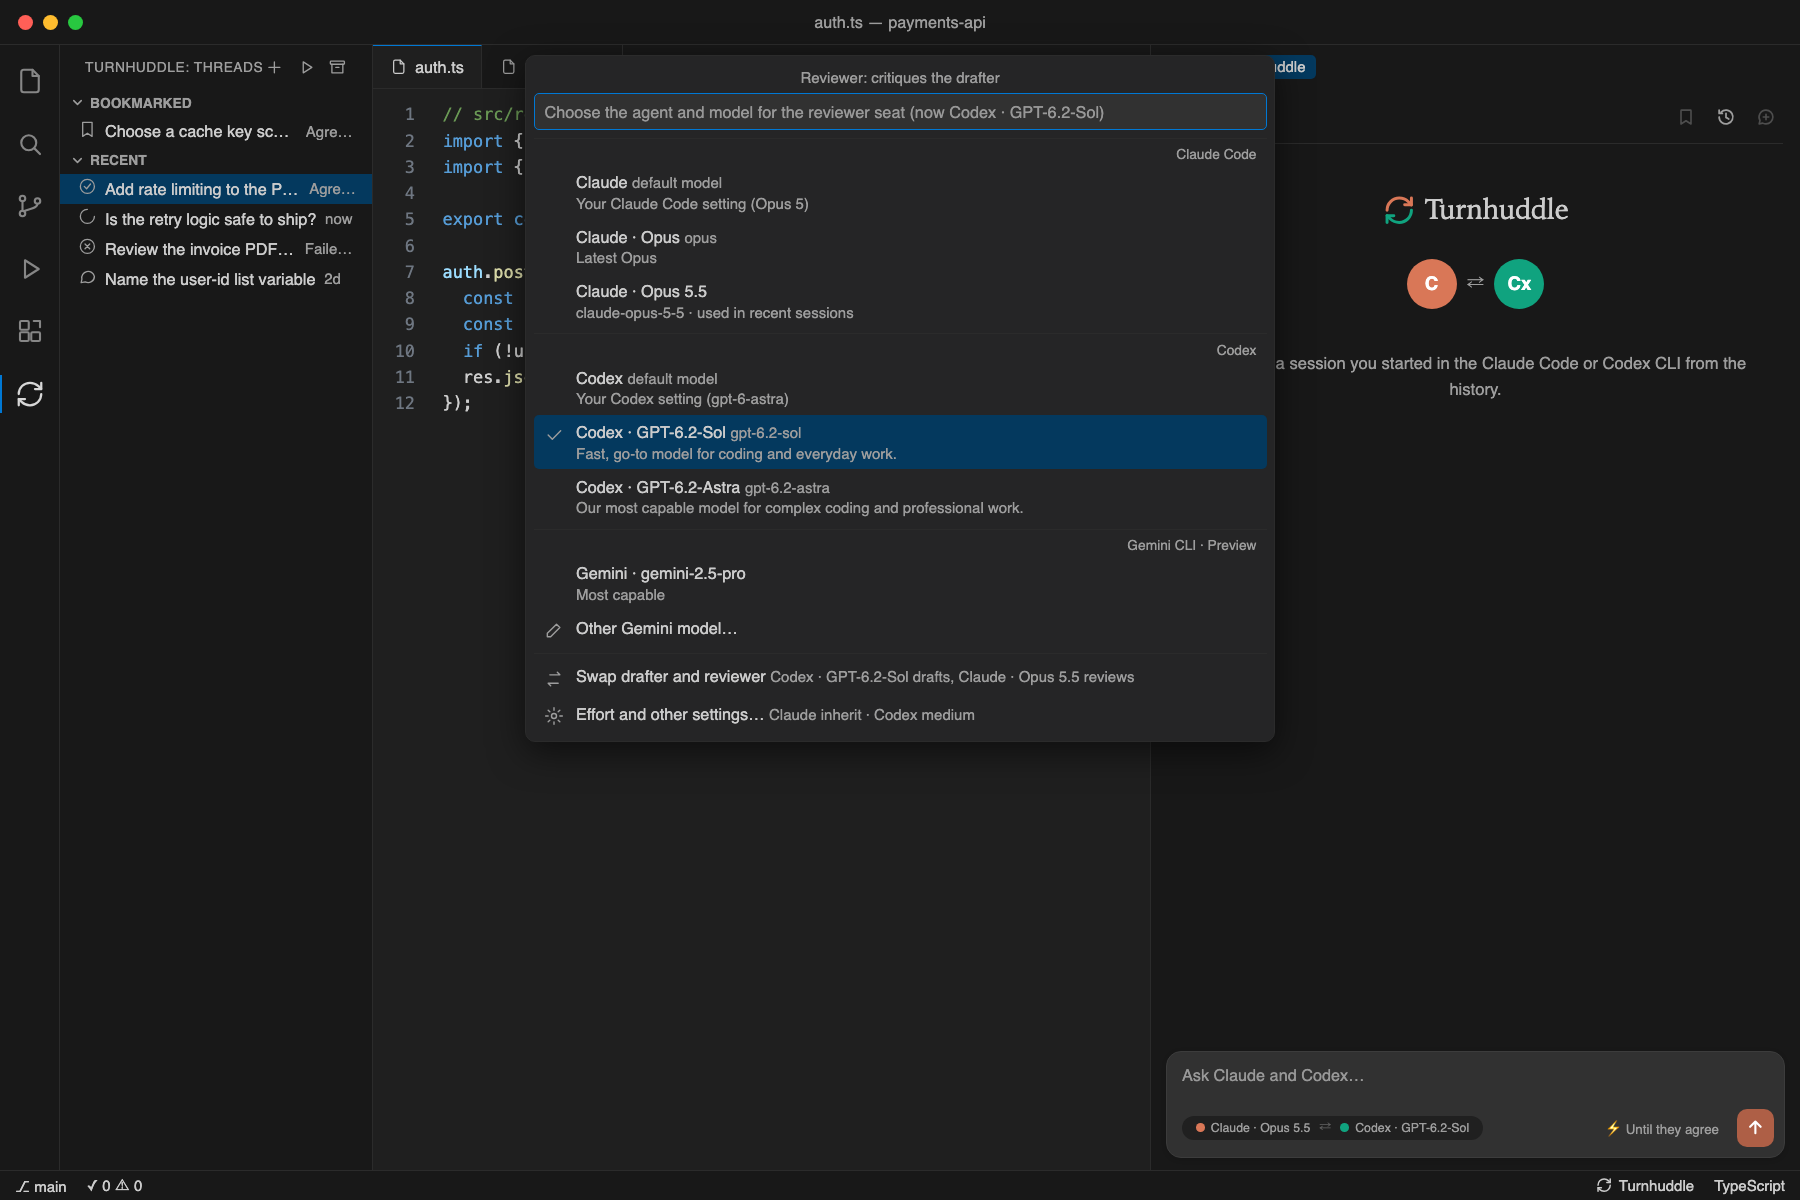 auth.ts — payments-api
TURNHUDDLE: THREADS
BOOKMARKED
Choose a cache key sc… Agre…
RECENT
Add rate limiting to the P… Agre…
Is the retry logic safe to ship? now
Review the invoice PDF… Faile…
Name the user-id list variable 2d
auth.ts
1 // src/r
2 import {
3 import {
4
5 export c
6
7 auth.pos
8 const
9 const
10 if (!u
11 res.js
12 });
Reviewer: critiques the drafter
Choose the agent and model for the reviewer seat (now Codex · GPT-6.2-Sol)
Claude Code
Claude default model
Your Claude Code setting (Opus 5)
Claude · Opus opus
Latest Opus
Claude · Opus 5.5
claude-opus-5-5 · used in recent sessions
Codex
Codex default model
Your Codex setting (gpt-6-astra)
Codex · GPT-6.2-Sol gpt-6.2-sol
Fast, go-to model for coding and everyday work.
Codex · GPT-6.2-Astra gpt-6.2-astra
Our most capable model for complex coding and professional work.
Gemini CLI · Preview
Gemini · gemini-2.5-pro
Most capable
Other Gemini model…
Swap drafter and reviewer Codex · GPT-6.2-Sol drafts, Claude · Opus 5.5 reviews
Effort and other settings… Claude inherit · Codex medium
ddle
Turnhuddle
C ⇄ Cx
a session you started in the Claude Code or Codex CLI from the
history.
Ask Claude and Codex…
Claude · Opus 5.5 ⇄ Codex · GPT-6.2-Sol
⚡ Until they agree
main ✓ 0 ⚠ 0
Turnhuddle TypeScript